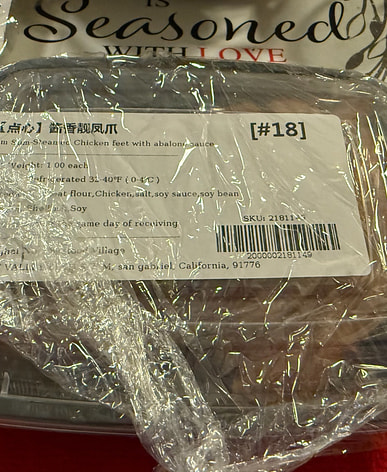 IS
Seasoned
WITH LOVE
【点心】酱香靓凤爪
[#18]
Sum-Steamed Chicken feet with abalone sauce
Weight: 1.00 each
Refrigerated 32-40°F (0-4°C)
flour,Chicken,salt,soy sauce,soy bean
Soy
same day of receiving
SKU: 2181149
2000002181149
Village
san gabriel, California, 91776